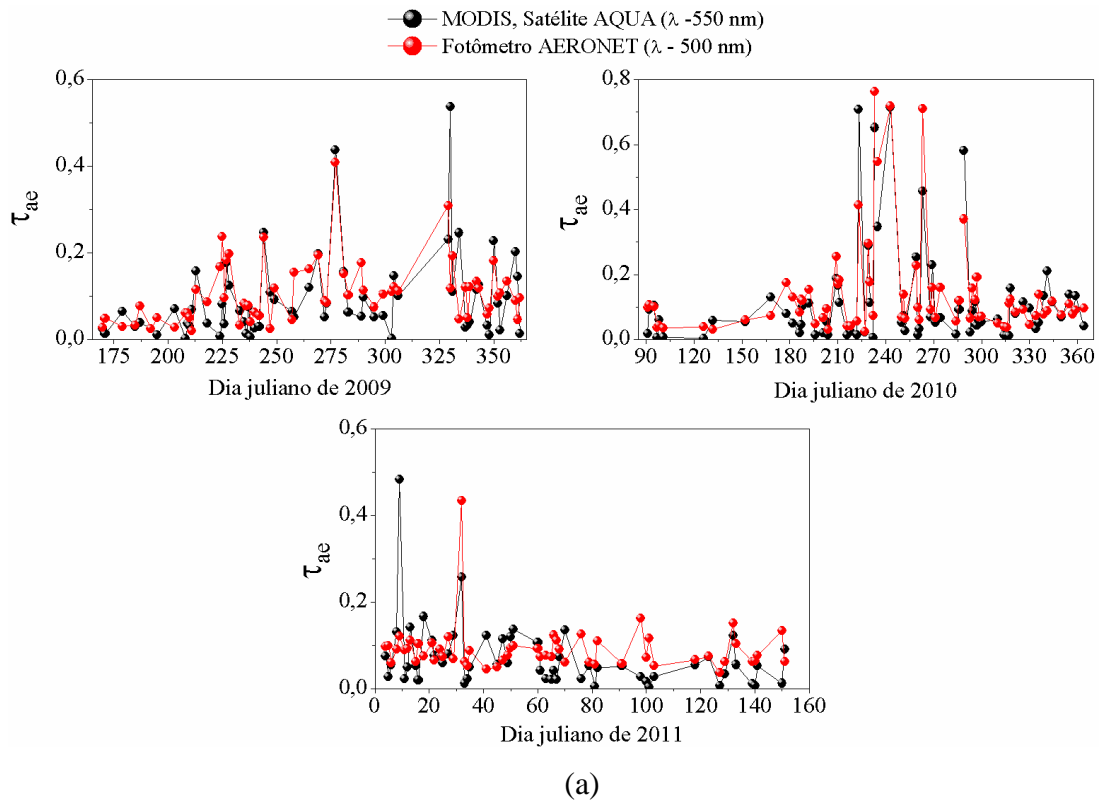 MODIS, Satélite AQUA (λ -550 nm)
Fotômetro AERONET (λ - 500 nm)
0,6
0,4
0,2
0,0
τae
175 200 225 250 275 300 325 350
Dia juliano de 2009
0,8
0,6
0,4
0,2
0,0
τae
90 120 150 180 210 240 270 300 330 360
Dia juliano de 2010
0,6
0,4
0,2
0,0
τae
0 20 40 60 80 100 120 140 160
Dia juliano de 2011
(a)